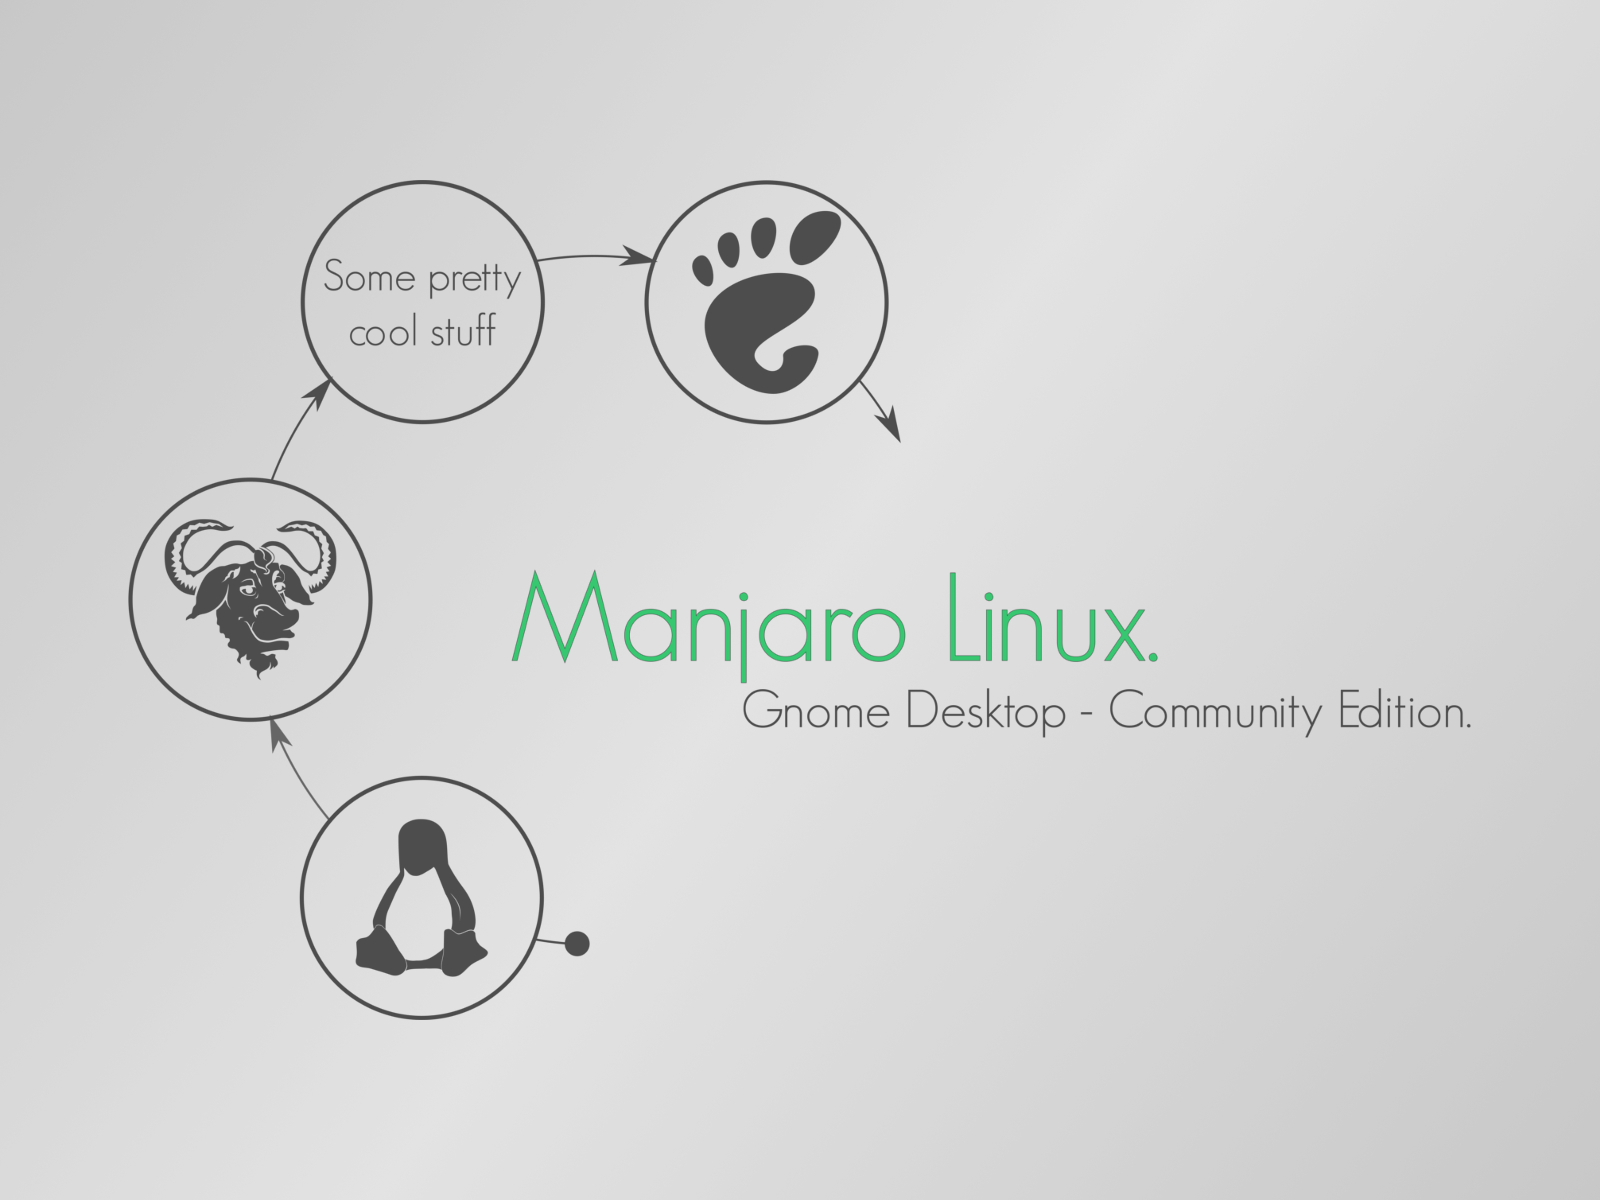 Some pretty
cool stuff
Manjaro Linux.
Gnome Desktop - Community Edition.